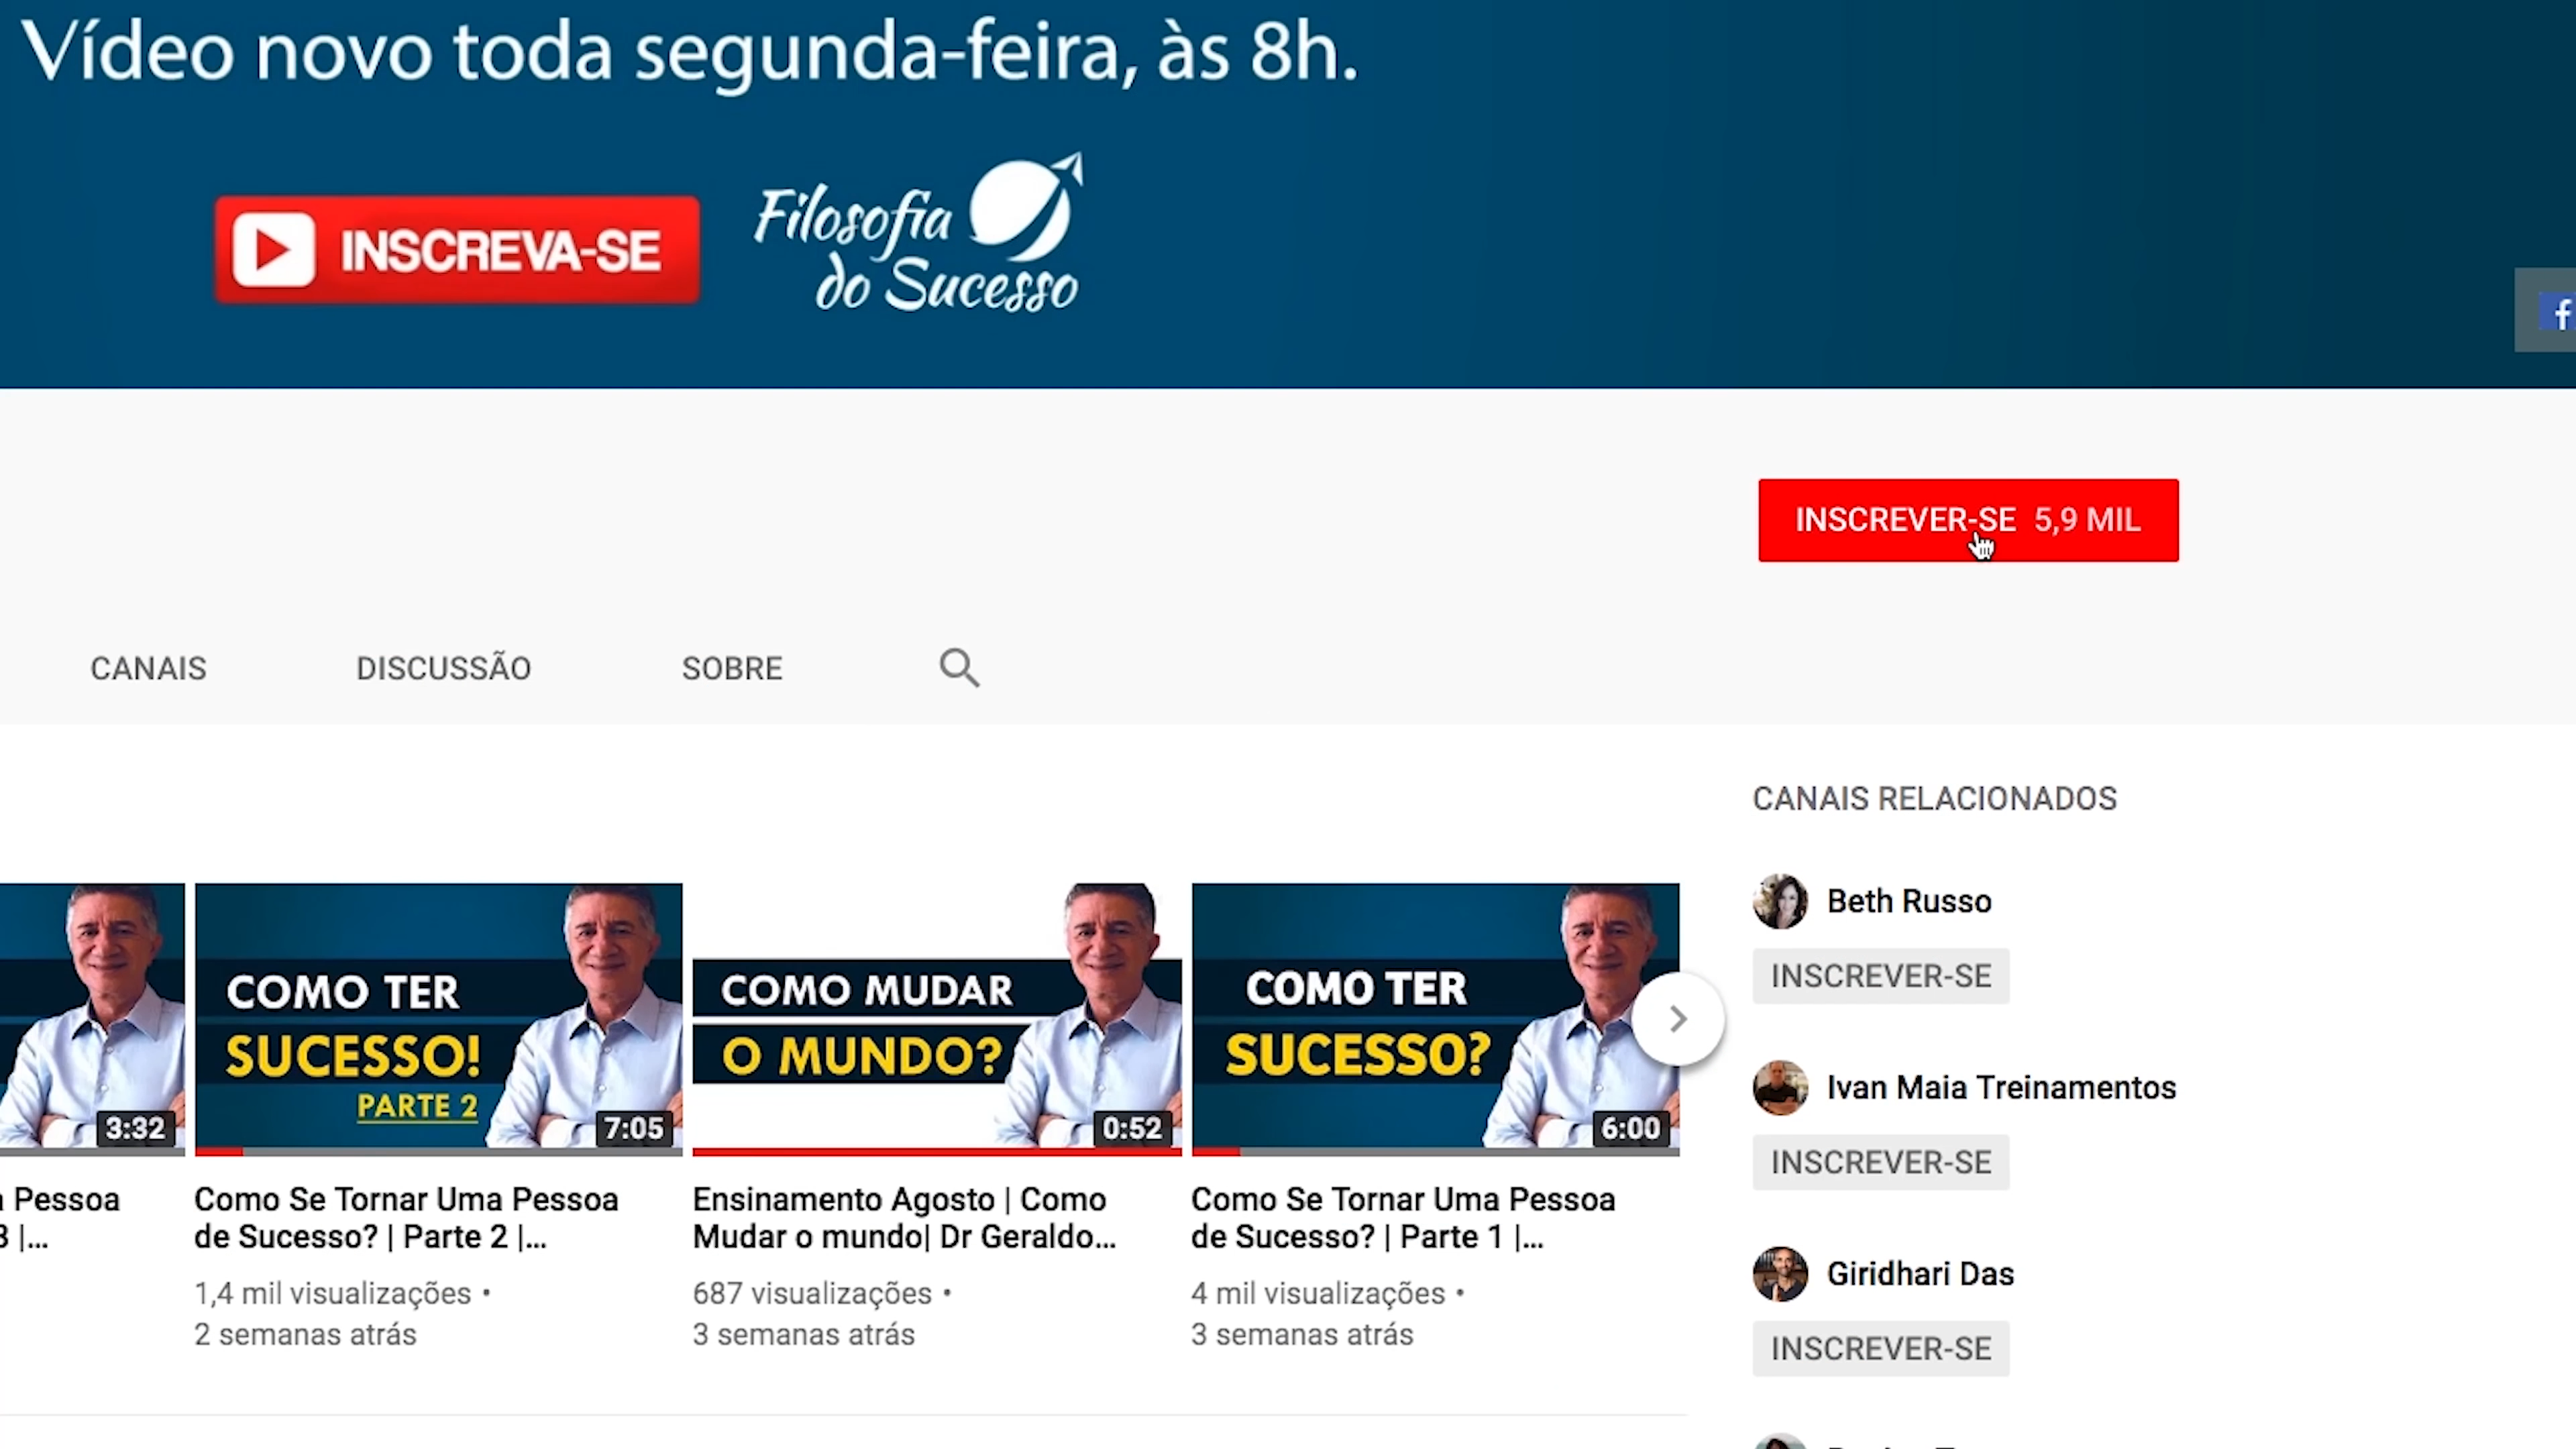 Vídeo novo toda segunda-feira, às 8h.
INSCREVA-SE
Filosofia
do Sucesso
f
INSCREVER-SE 5,9 MIL
CANAIS DISCUSSÃO SOBRE
CANAIS RELACIONADOS
Beth Russo
INSCREVER-SE
Ivan Maia Treinamentos
INSCREVER-SE
Giridhari Das
INSCREVER-SE
3:32
Pessoa
3 |...
COMO TER
SUCESSO!
PARTE 2
7:05
Como Se Tornar Uma Pessoa
de Sucesso? | Parte 2 |...
1,4 mil visualizações •
2 semanas atrás
COMO MUDAR
O MUNDO?
0:52
Ensinamento Agosto | Como
Mudar o mundo| Dr Geraldo...
687 visualizações •
3 semanas atrás
COMO TER
SUCESSO?
6:00
Como Se Tornar Uma Pessoa
de Sucesso? | Parte 1 |...
4 mil visualizações •
3 semanas atrás